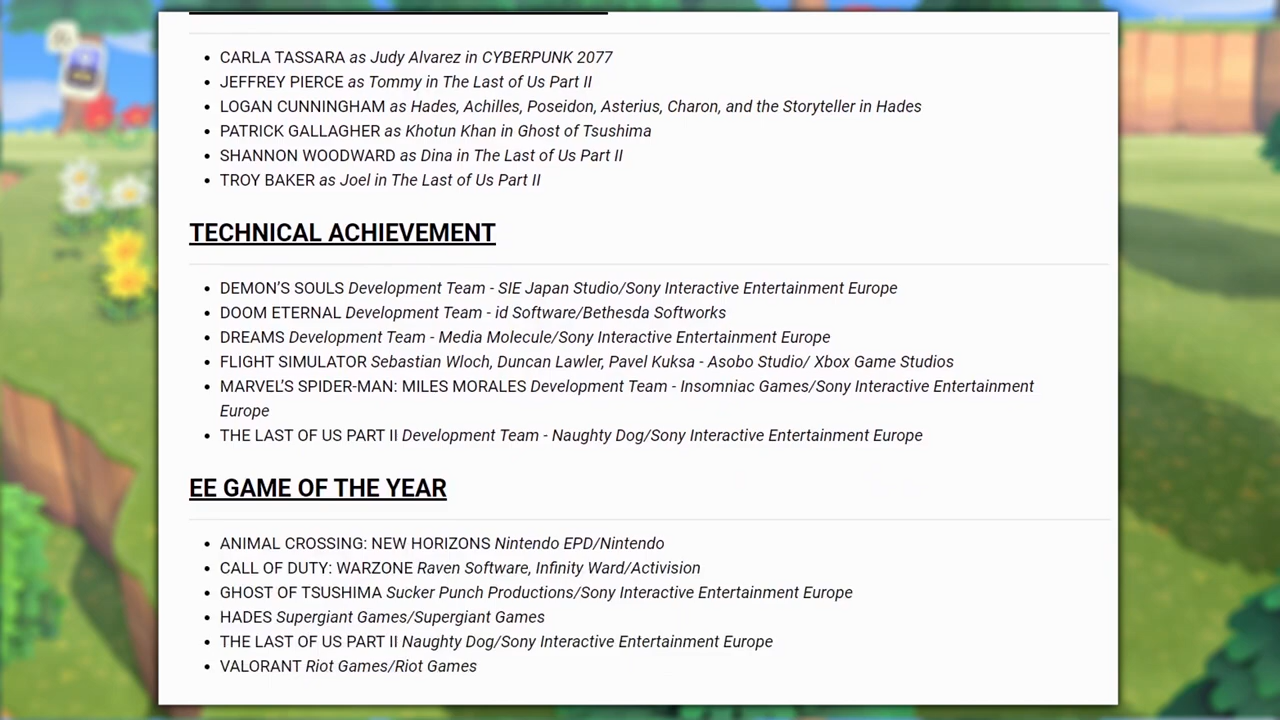 CARLA TASSARA as Judy Alvarez in CYBERPUNK 2077
JEFFREY PIERCE as Tommy in The Last of Us Part II
LOGAN CUNNINGHAM as Hades, Achilles, Poseidon, Asterius, Charon, and the Storyteller in Hades
PATRICK GALLAGHER as Khotun Khan in Ghost of Tsushima
SHANNON WOODWARD as Dina in The Last of Us Part II
TROY BAKER as Joel in The Last of Us Part II
TECHNICAL ACHIEVEMENT
DEMON’S SOULS Development Team - SIE Japan Studio/Sony Interactive Entertainment Europe
DOOM ETERNAL Development Team - id Software/Bethesda Softworks
DREAMS Development Team - Media Molecule/Sony Interactive Entertainment Europe
FLIGHT SIMULATOR Sebastian Wloch, Duncan Lawler, Pavel Kuksa - Asobo Studio/ Xbox Game Studios
MARVEL’S SPIDER-MAN: MILES MORALES Development Team - Insomniac Games/Sony Interactive Entertainment
Europe
THE LAST OF US PART II Development Team - Naughty Dog/Sony Interactive Entertainment Europe
EE GAME OF THE YEAR
ANIMAL CROSSING: NEW HORIZONS Nintendo EPD/Nintendo
CALL OF DUTY: WARZONE Raven Software, Infinity Ward/Activision
GHOST OF TSUSHIMA Sucker Punch Productions/Sony Interactive Entertainment Europe
HADES Supergiant Games/Supergiant Games
THE LAST OF US PART II Naughty Dog/Sony Interactive Entertainment Europe
VALORANT Riot Games/Riot Games